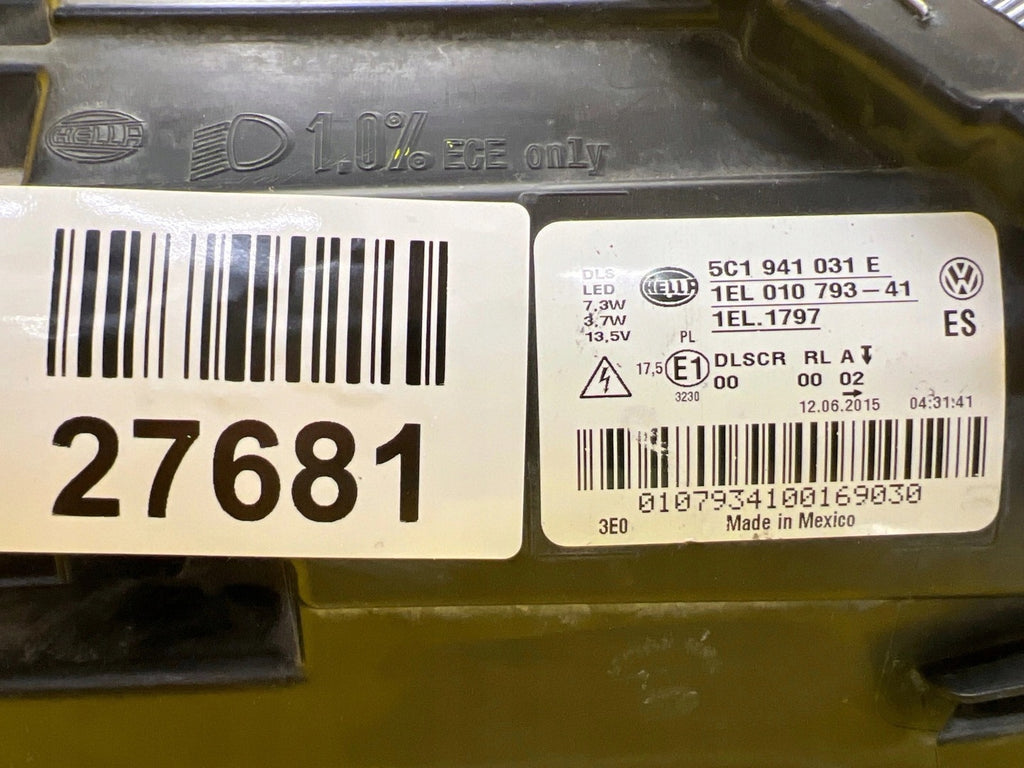 HELLA 1.0% ECE only
27681
DLS
LED
7,3W
3,7W
13,5V
HELLA
5C1 941 031 E
1EL 010 793-41
1EL.1797
VW
ES
PL
17,5 E1 DLSCR RL A
00 00 02
3230
12.06.2015 04:31:41
0107934100169030
3E0 Made in Mexico